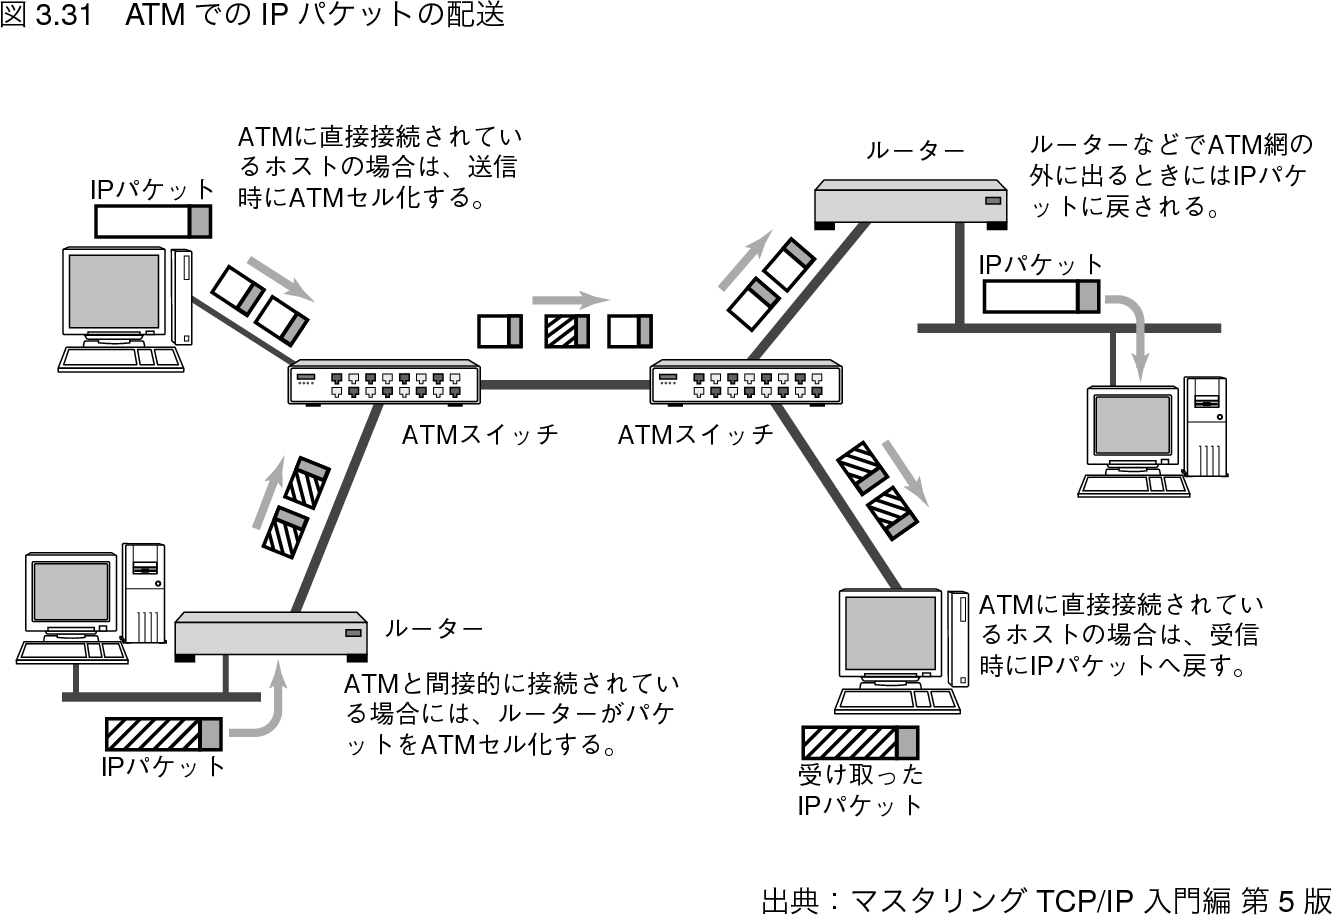 図 3.31　ATM での IP パケットの配送
ATMに直接接続されてい
るホストの場合は、送信
時にATMセル化する。
IPパケット
ルーター
ルーターなどでATM網の
外に出るときにはIPパケ
ットに戻される。
IPパケット
ATMスイッチ
ATMスイッチ
ルーター
ATMと間接的に接続されてい
る場合には、ルーターがパケ
ットをATMセル化する。
IPパケット
ATMに直接接続されてい
るホストの場合は、受信
時にIPパケットへ戻す。
受け取った
IPパケット
出典：マスタリング TCP/IP 入門編 第 5 版